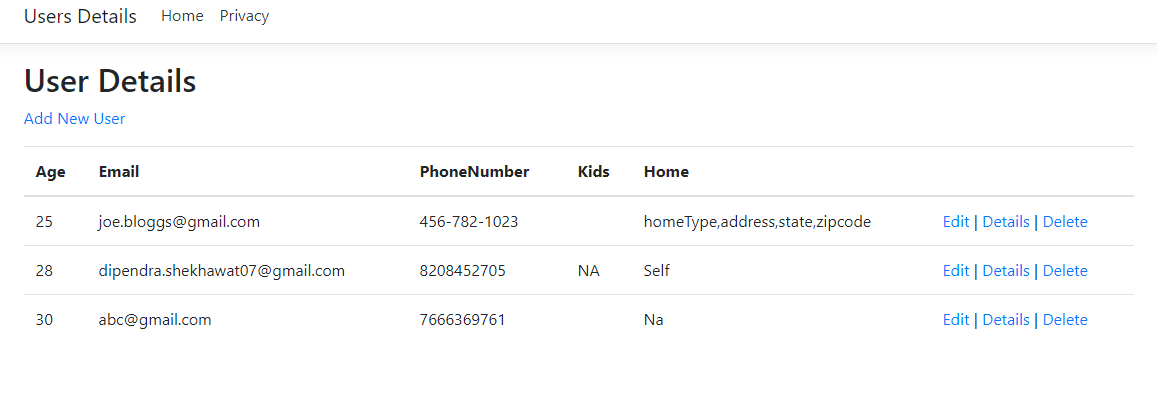 Users Details Home Privacy
User Details
Add New User
Age Email PhoneNumber Kids Home
25 joe.bloggs@gmail.com 456-782-1023 homeType,address,state,zipcode Edit | Details | Delete
28 dipendra.shekhawat07@gmail.com 8208452705 NA Self Edit | Details | Delete
30 abc@gmail.com 7666369761 Na Edit | Details | Delete